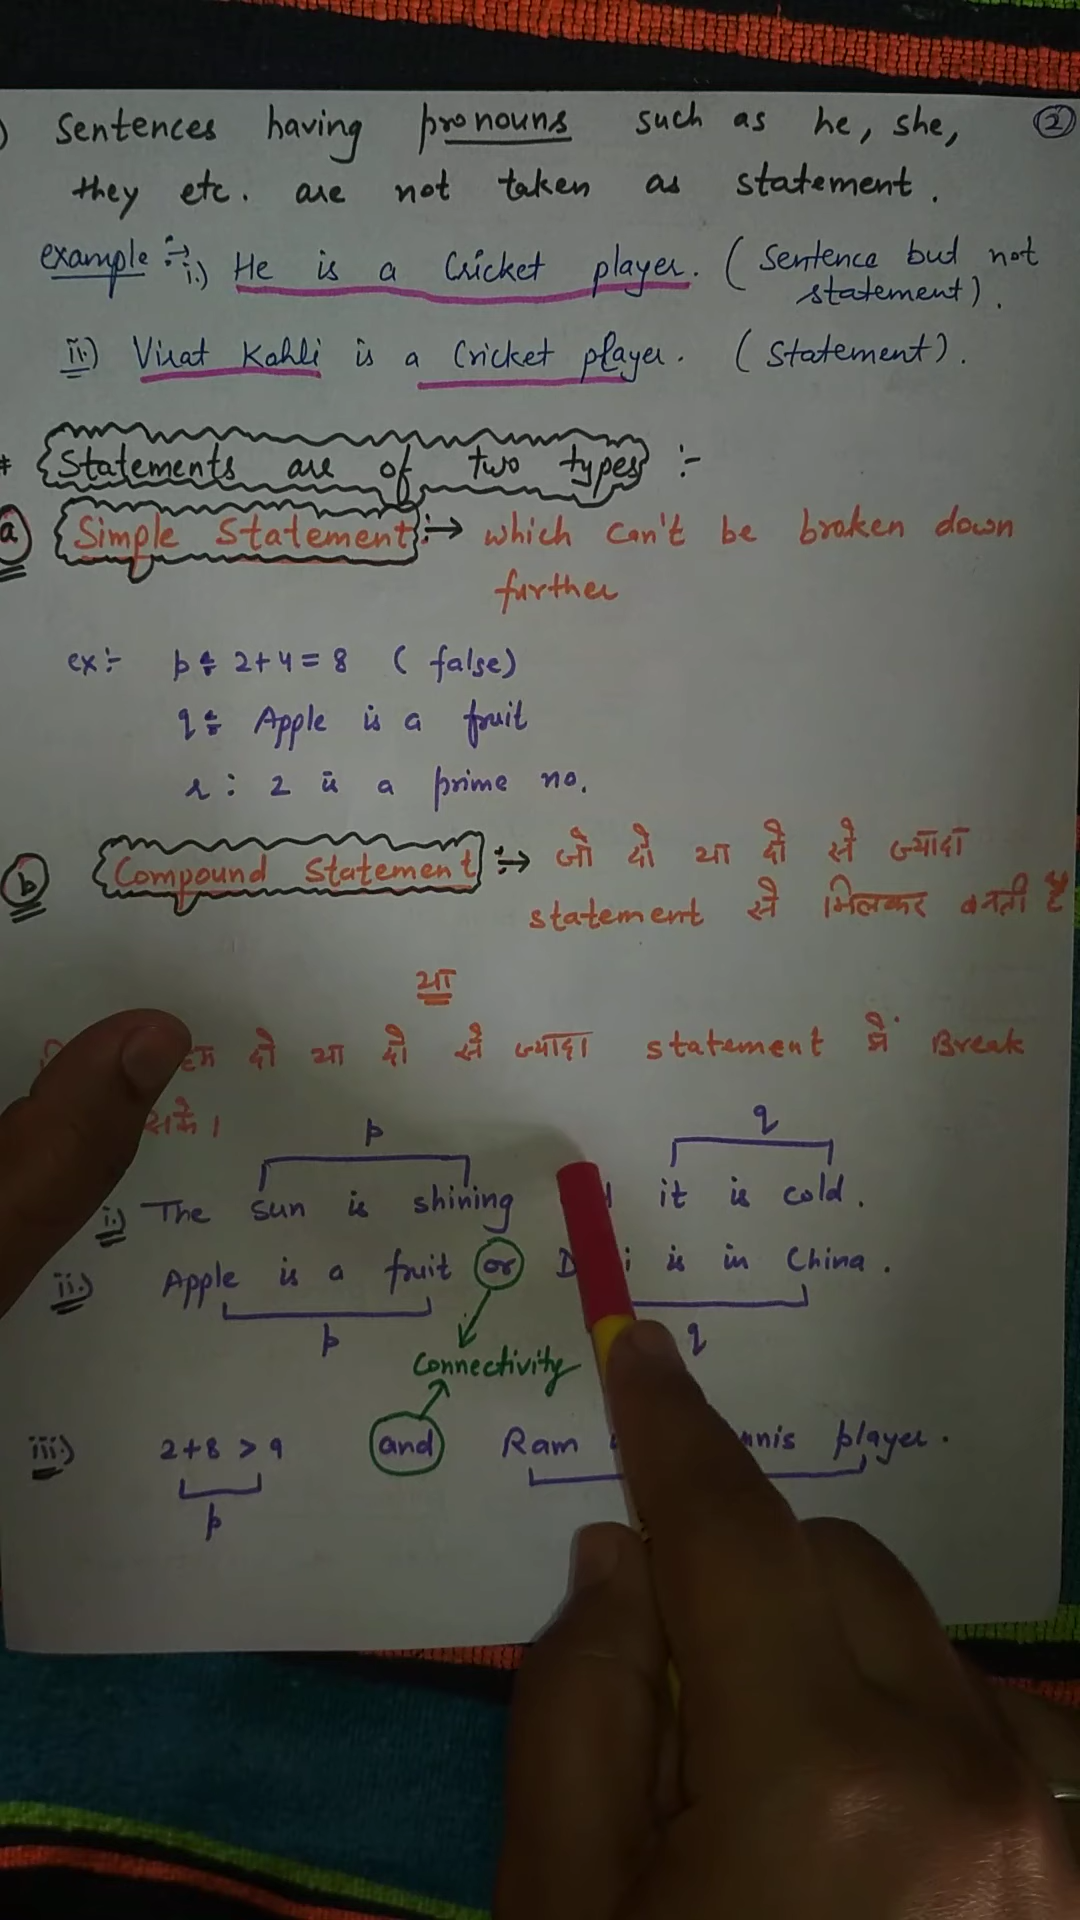 Sentences having pronouns such as he, she, (2)
they etc. are not taken as statement.
example :→ i.) He is a Cricket player. ( Sentence but not
statement ).
ii.) Virat Kohli is a Cricket player. ( Statement ).
Statements are of two types :-
a Simple Statement :→ which can't be broken down
further
ex :- p : 2+4=8 ( false )
q : Apple is a fruit
r : 2 is a prime no.
b Compound Statement :→ जो दो या दो से ज्यादा
statement से मिलकर बनती है
या
दो या दो से ज्यादा statement में Break
सके।
p q
i.) The Sun is shining it is cold.
ii.) Apple is a fruit or is in China.
p q
Connectivity
iii.) 2+8 > 9 and Ram player.
p